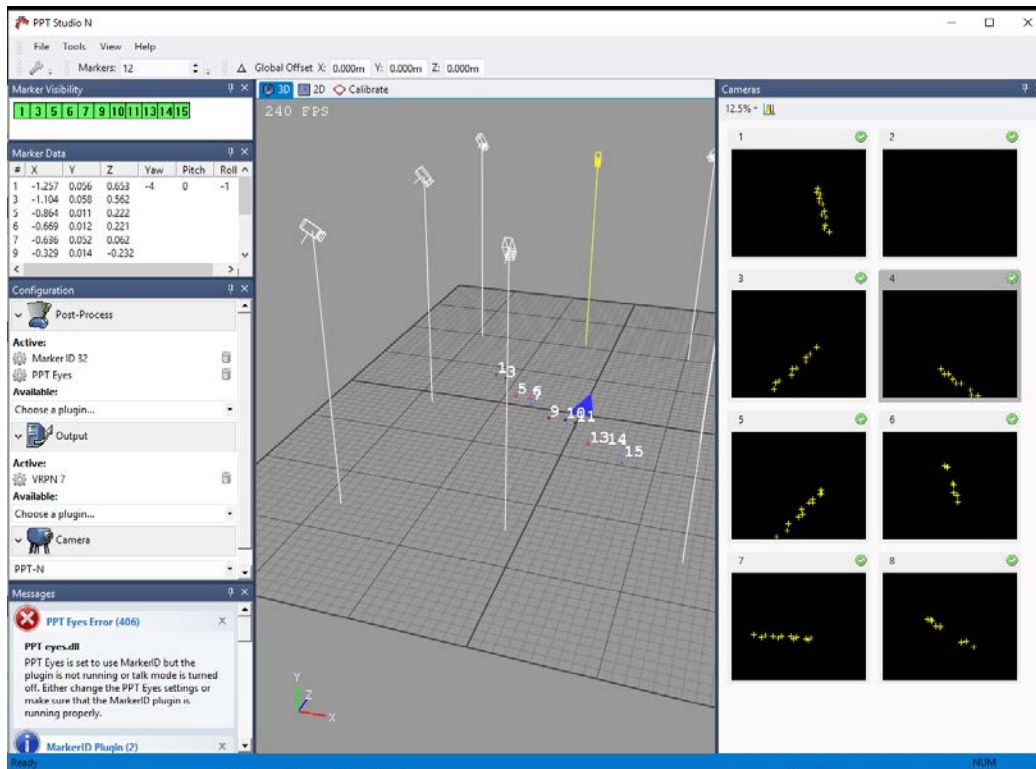 PPT Studio N
File Tools View Help
Markers: 12 Δ Global Offset X: 0.000m Y: 0.000m Z: 0.000m
Marker Visibility
1 3 5 6 7 9 10 11 13 14 15
Marker Data
# X Y Z Yaw Pitch Roll
1 -1.257 0.056 0.653 -4 0 -1
3 -1.104 0.058 0.562
5 -0.864 0.011 0.222
6 -0.669 0.012 0.221
7 -0.636 0.052 0.062
9 -0.329 0.014 -0.232
Configuration
Post-Process
Active:
Marker ID 32
PPT Eyes
Available:
Choose a plugin...
Output
Active:
VRPN 7
Available:
Choose a plugin...
Camera
PPT-N
Messages
PPT Eyes Error (406)
PPT eyes.dll
PPT Eyes is set to use MarkerID but the
plugin is not running or talk mode is turned
off. Either change the PPT Eyes settings or
make sure that the MarkerID plugin is
running properly.
MarkerID Plugin (2)
3D 2D Calibrate
240 FPS
1 3
5 6
7
9 10 11
13 14
15
Y
Z
X
Cameras
12.5%
1 2
3 4
5 6
7 8
Ready NUM